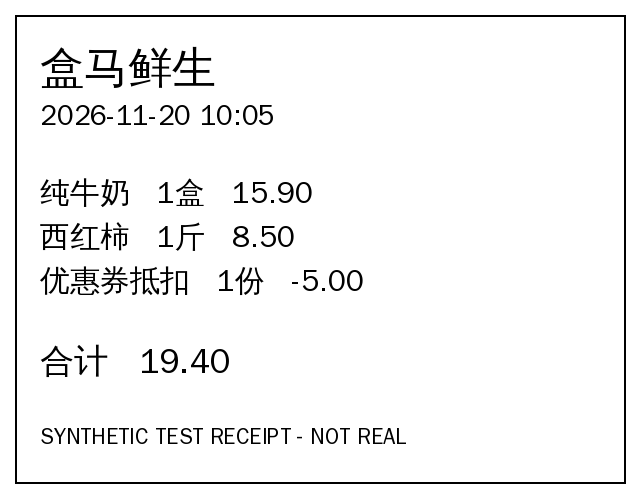 盒马鲜生
2026-11-20 10:05
纯牛奶 1盒 15.90
西红柿 1斤 8.50
优惠券抵扣 1份 -5.00
合计 19.40
SYNTHETIC TEST RECEIPT - NOT REAL